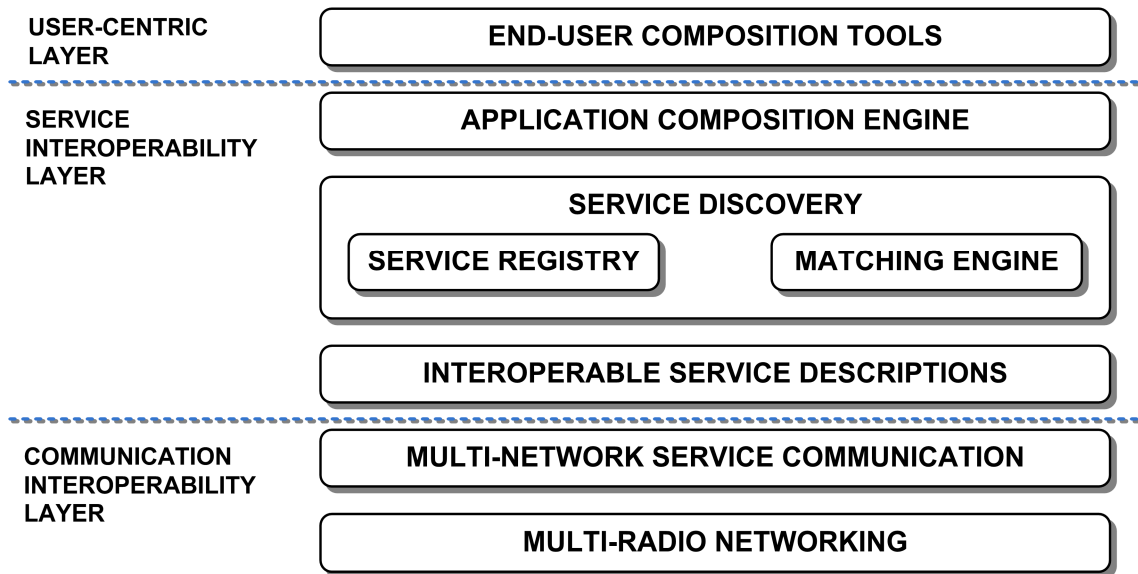 USER-CENTRIC
LAYER
END-USER COMPOSITION TOOLS
SERVICE
INTEROPERABILITY
LAYER
APPLICATION COMPOSITION ENGINE
SERVICE DISCOVERY
SERVICE REGISTRY
MATCHING ENGINE
INTEROPERABLE SERVICE DESCRIPTIONS
COMMUNICATION
INTEROPERABILITY
LAYER
MULTI-NETWORK SERVICE COMMUNICATION
MULTI-RADIO NETWORKING